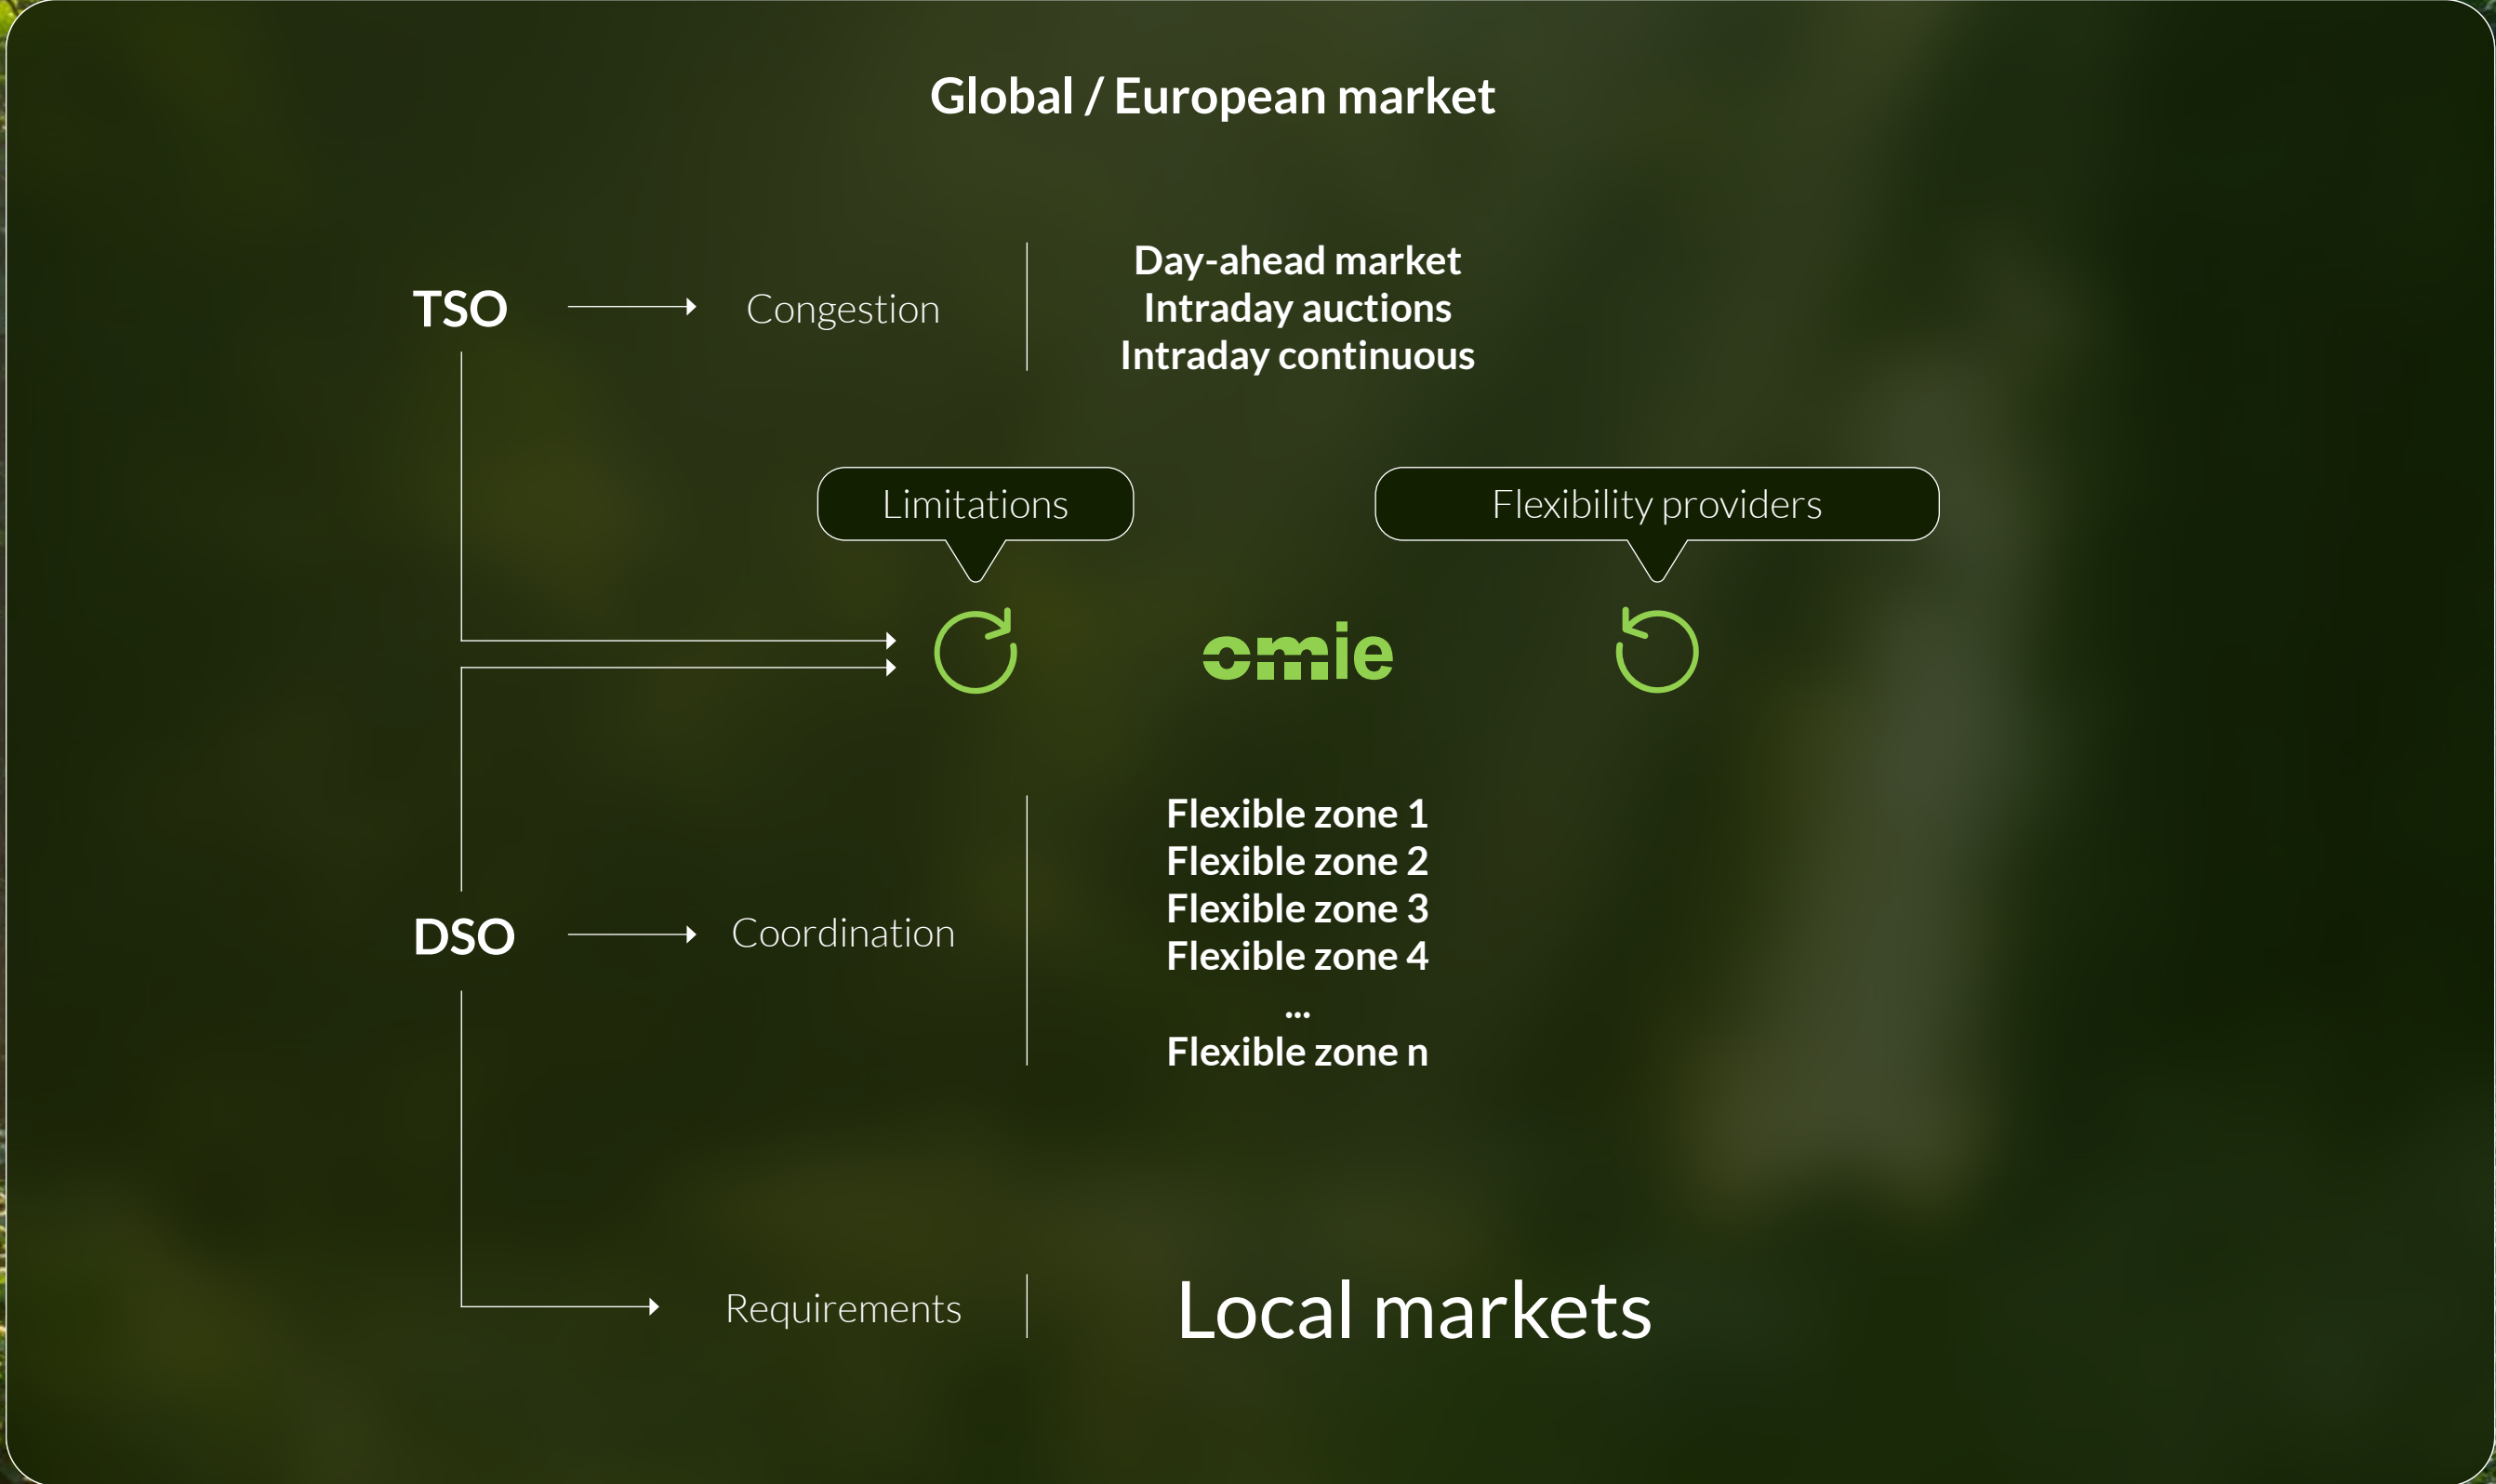 Global / European market
TSO
Congestion
Day-ahead market
Intraday auctions
Intraday continuous
Limitations
Flexibility providers
omie
DSO
Coordination
Flexible zone 1
Flexible zone 2
Flexible zone 3
Flexible zone 4
...
Flexible zone n
Requirements
Local markets